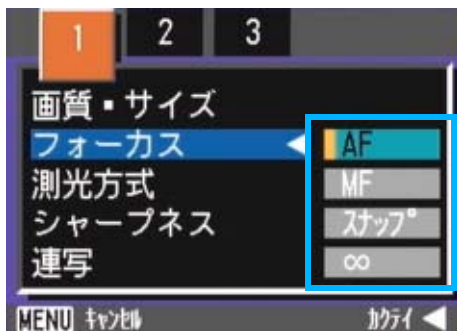 1 2 3
画質▪サイズ
フォーカス ◀ AF
測光方式 MF
シャープネス ｽﾅｯﾌﾟ
連写 ∞
MENU ｷｬﾝｾﾙ ｶｸﾃｲ ◀